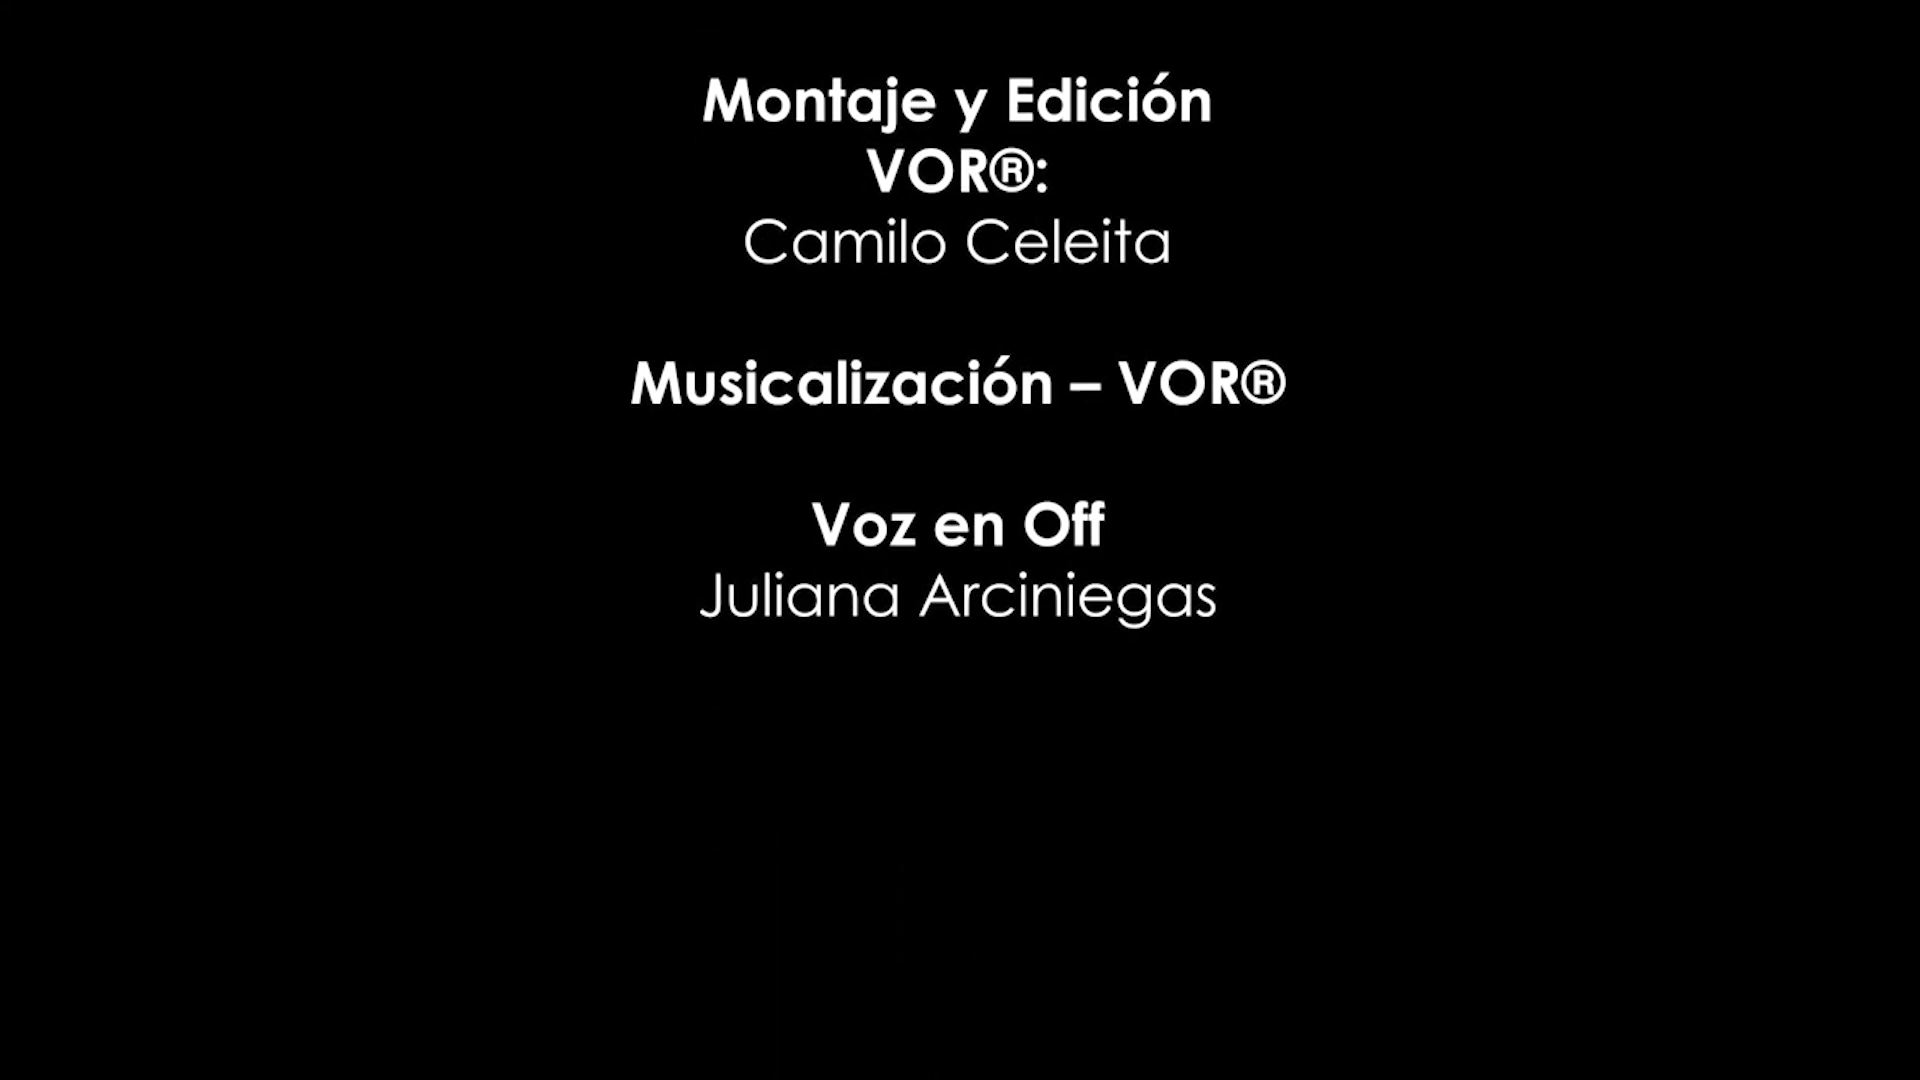 Montaje y Edición
VOR®:
Camilo Celeita
Musicalización – VOR®
Voz en Off
Juliana Arciniegas